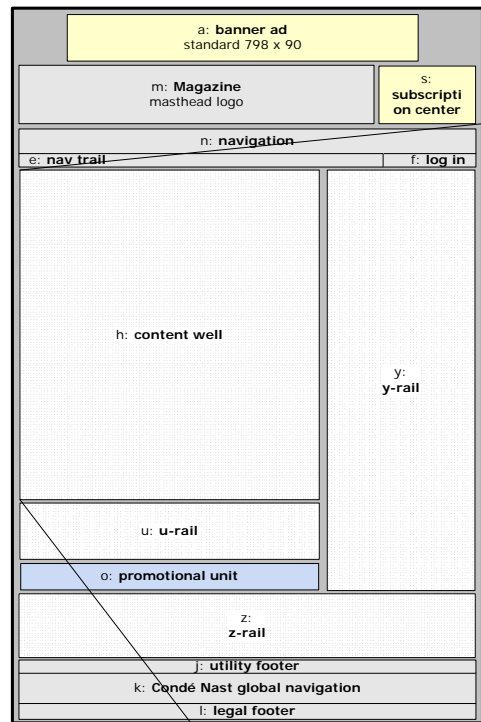 a: banner ad
standard 798 x 90
m: Magazine
masthead logo
s:
subscripti
on center
n: navigation
e: nav trail
f: log in
h: content well
y:
y-rail
u: u-rail
o: promotional unit
z:
z-rail
j: utility footer
k: Condé Nast global navigation
l: legal footer